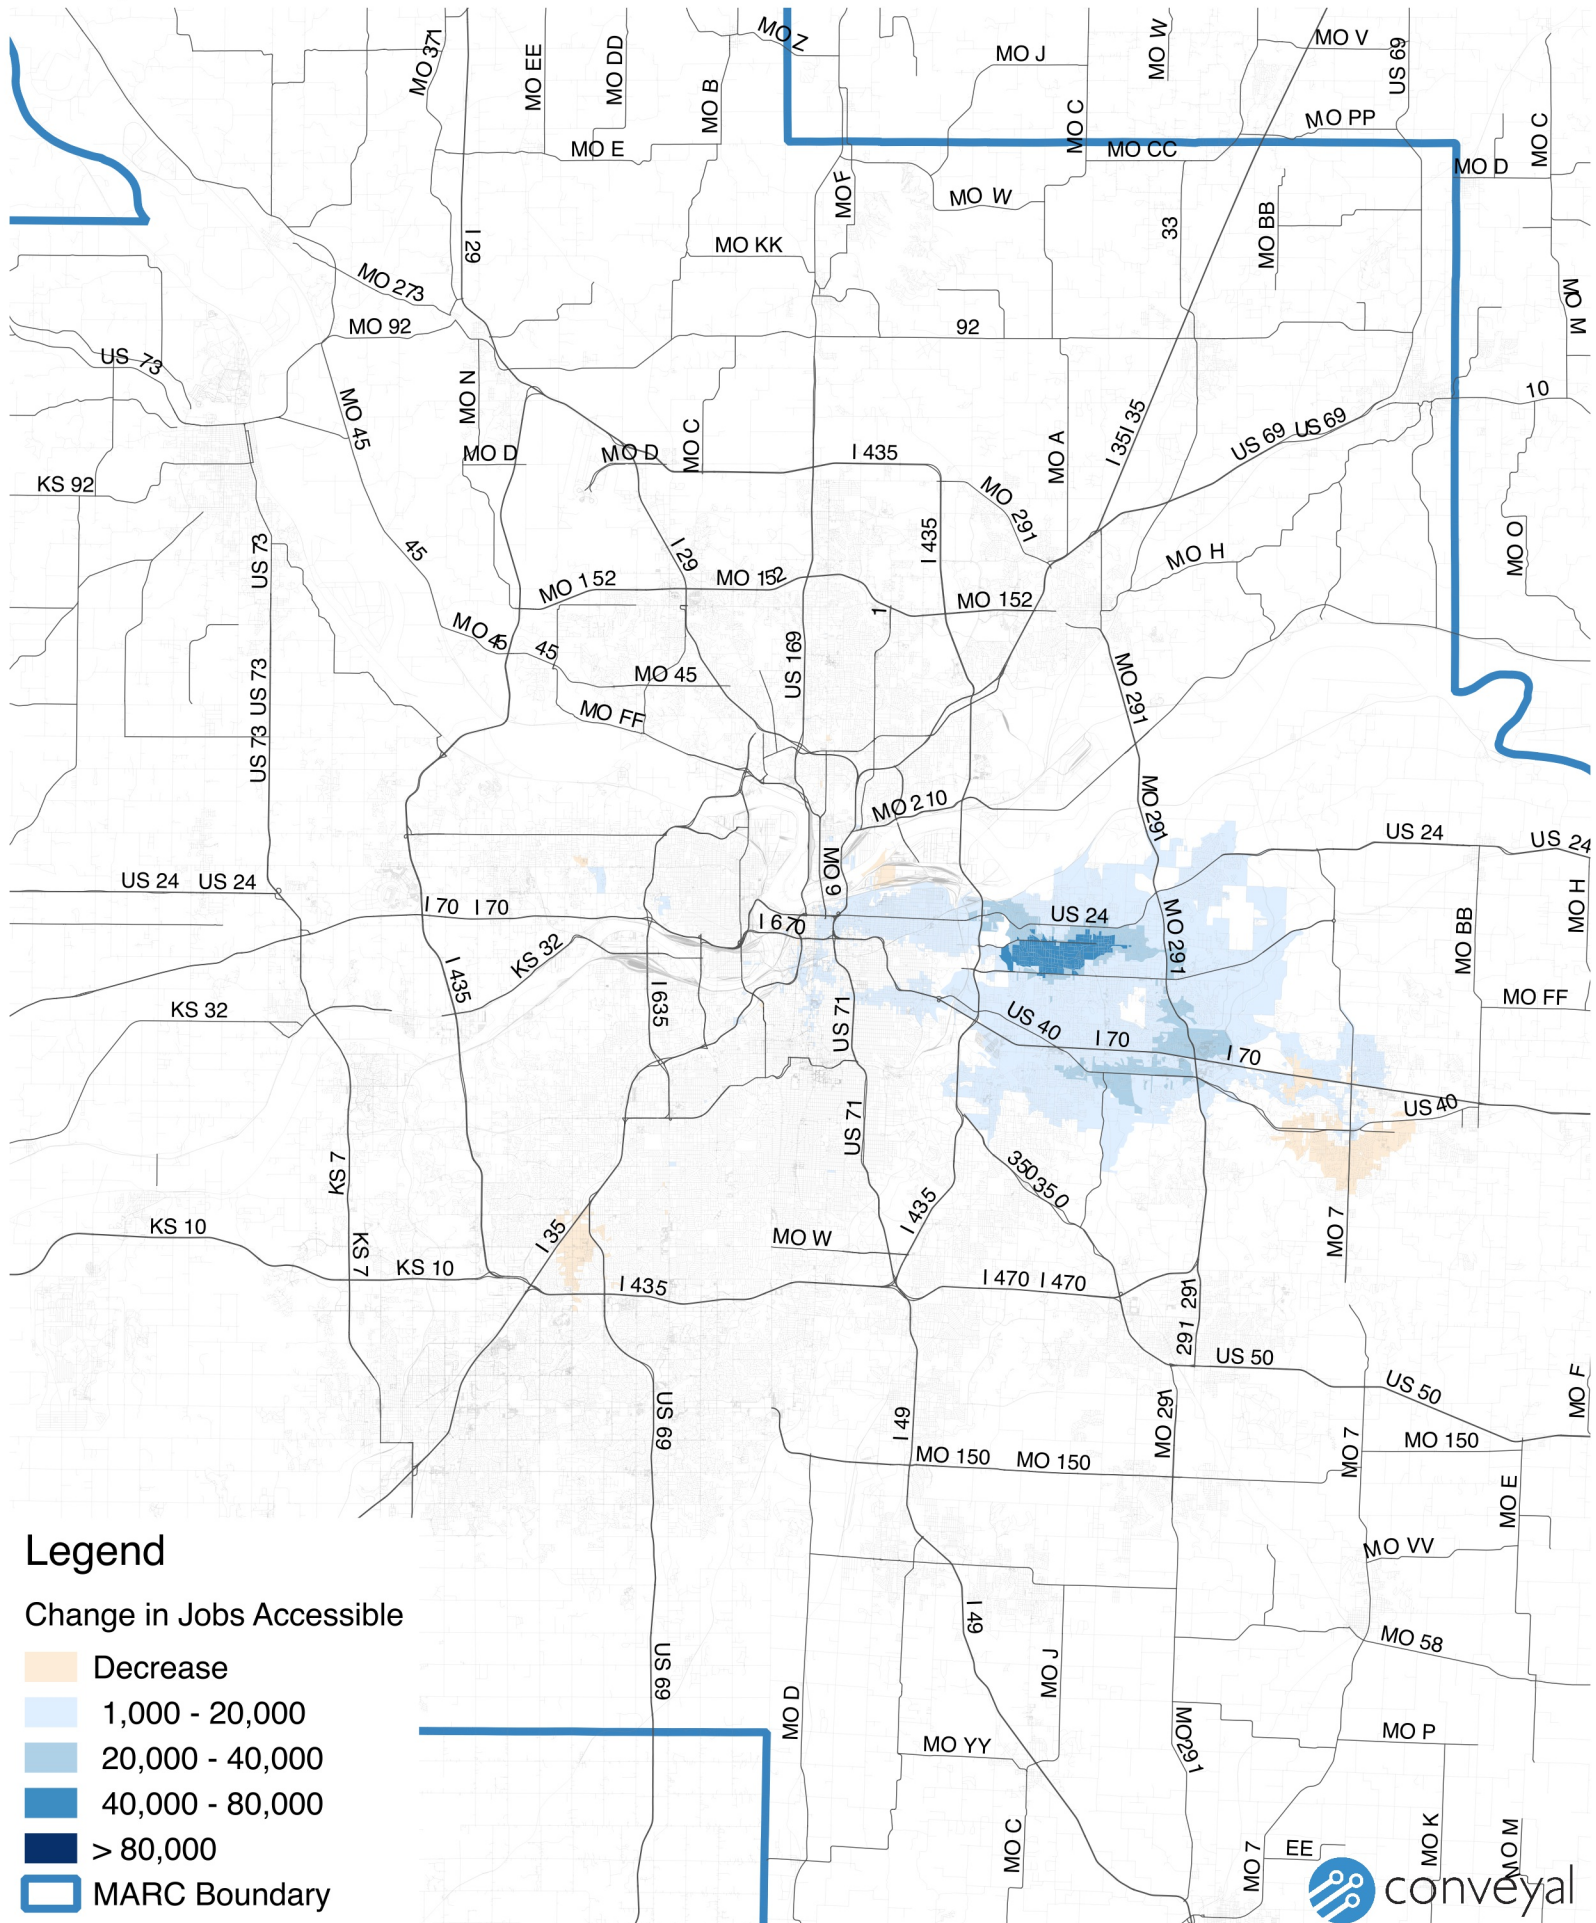 MO Z
MO 371
MO EE
MO DD
MO B
MO J
MO W
MO V
US 69
MO C
MO PP
MO C
MO E
MO CC
MO D
MO F
MO W
33
MO BB
I 29
MO KK
MO 273
MO M
MO 92
92
US 73
MO N
MO 45
MO C
10
I 35 I 35
US 69 US 69
MO A
MO D
MO D
I 435
KS 92
MO 291
I 435
US 73
45
I 29
MO O
MO H
MO 152
MO 152
MO 152
1
MO 45
45
US 169
MO 45
MO 291
US 73
MO FF
US 73
MO 291
MO 210
US 24
US 24
MO 9
US 24 US 24
I 70 I 70
MO H
US 24
I 670
MO 291
MO BB
KS 32
I 435
I 635
MO FF
KS 32
US 71
US 40
I 70
I 70
US 40
US 71
KS 7
350 350
I 435
MO 7
KS 10
I 35
MO W
KS 7
KS 10
I 435
I 470 I 470
291
291
US 50
US 50
MO F
US 69
I 49
MO 291
MO 7
MO 150
MO 150
MO 150
MO E
MO VV
Legend
Change in Jobs Accessible
Decrease
1,000 - 20,000
20,000 - 40,000
40,000 - 80,000
> 80,000
MARC Boundary
I 49
US 69
MO J
MO 58
MO D
MO 291
MO P
MO YY
MO C
MO K
MO M
MO 7
EE
conveyal